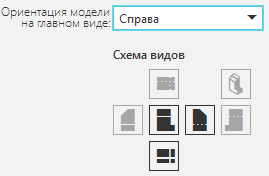 Ориентация модели
на главном виде:
Справа
Схема видов